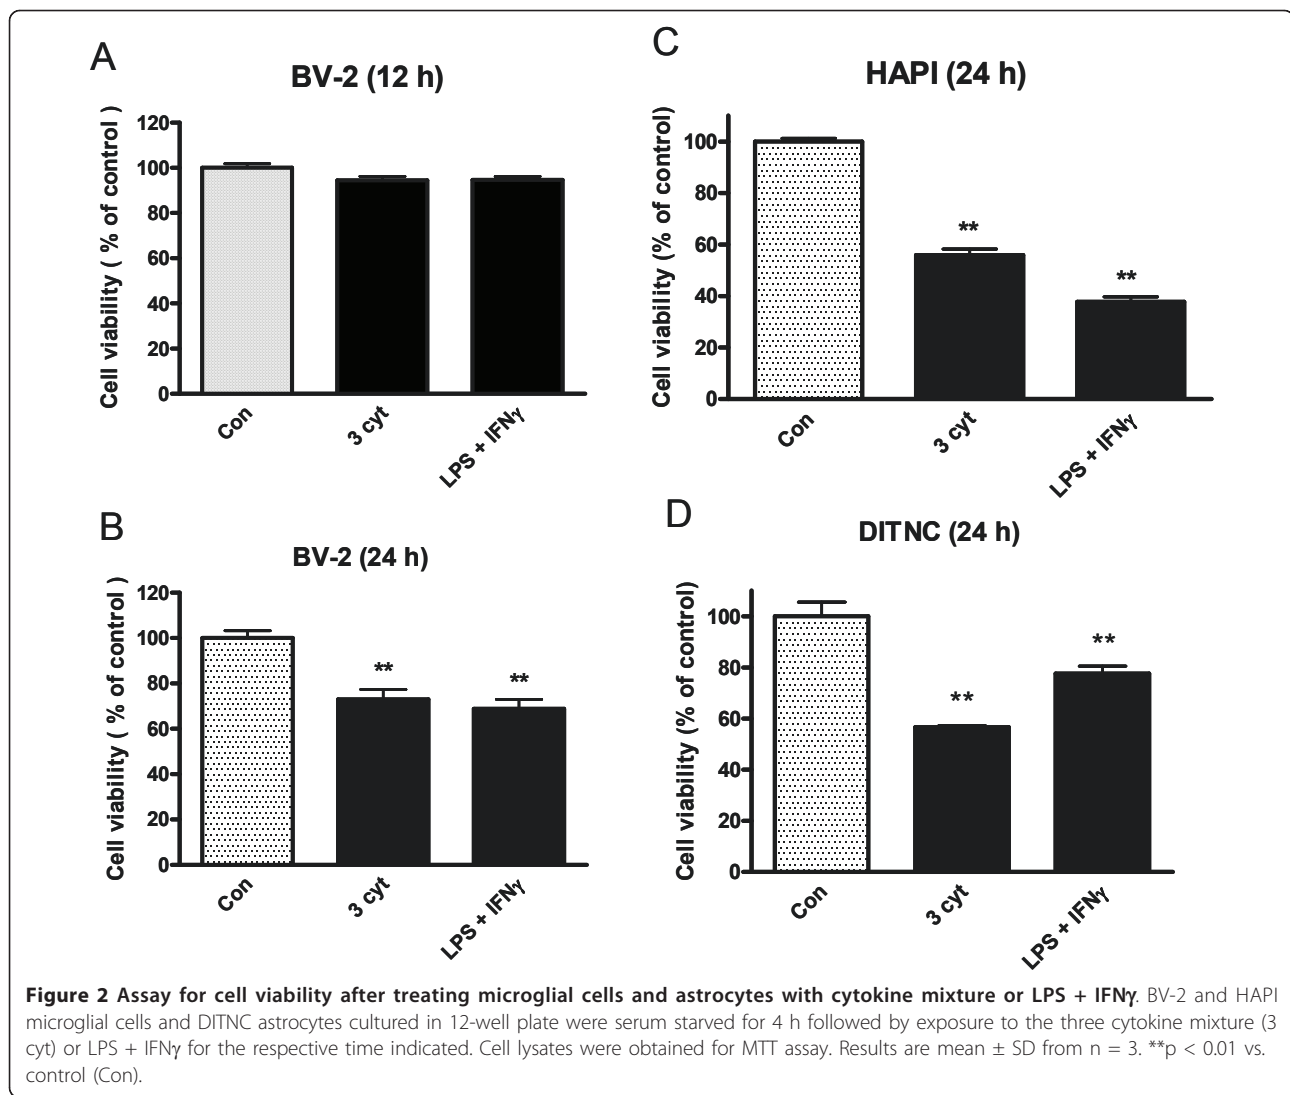 A
BV-2 (12 h)
Cell viability ( % of control )
120
100
80
60
40
20
0
Con
3 cyt
LPS + IFNγ
B
BV-2 (24 h)
Cell viability ( % of control )
120
100
80
60
40
20
0
**
**
Con
3 cyt
LPS + IFNγ
C
HAPI (24 h)
Cell viability (% of control)
100
80
60
40
20
0
**
**
Con
3 cyt
LPS + IFNγ
D
DITNC (24 h)
Cell viability (% of control)
100
80
60
40
20
0
**
**
Con
3 cyt
LPS + IFNγ
Figure 2 Assay for cell viability after treating microglial cells and astrocytes with cytokine mixture or LPS + IFNγ. BV-2 and HAPI
microglial cells and DITNC astrocytes cultured in 12-well plate were serum starved for 4 h followed by exposure to the three cytokine mixture (3
cyt) or LPS + IFNγ for the respective time indicated. Cell lysates were obtained for MTT assay. Results are mean ± SD from n = 3. **p < 0.01 vs.
control (Con).